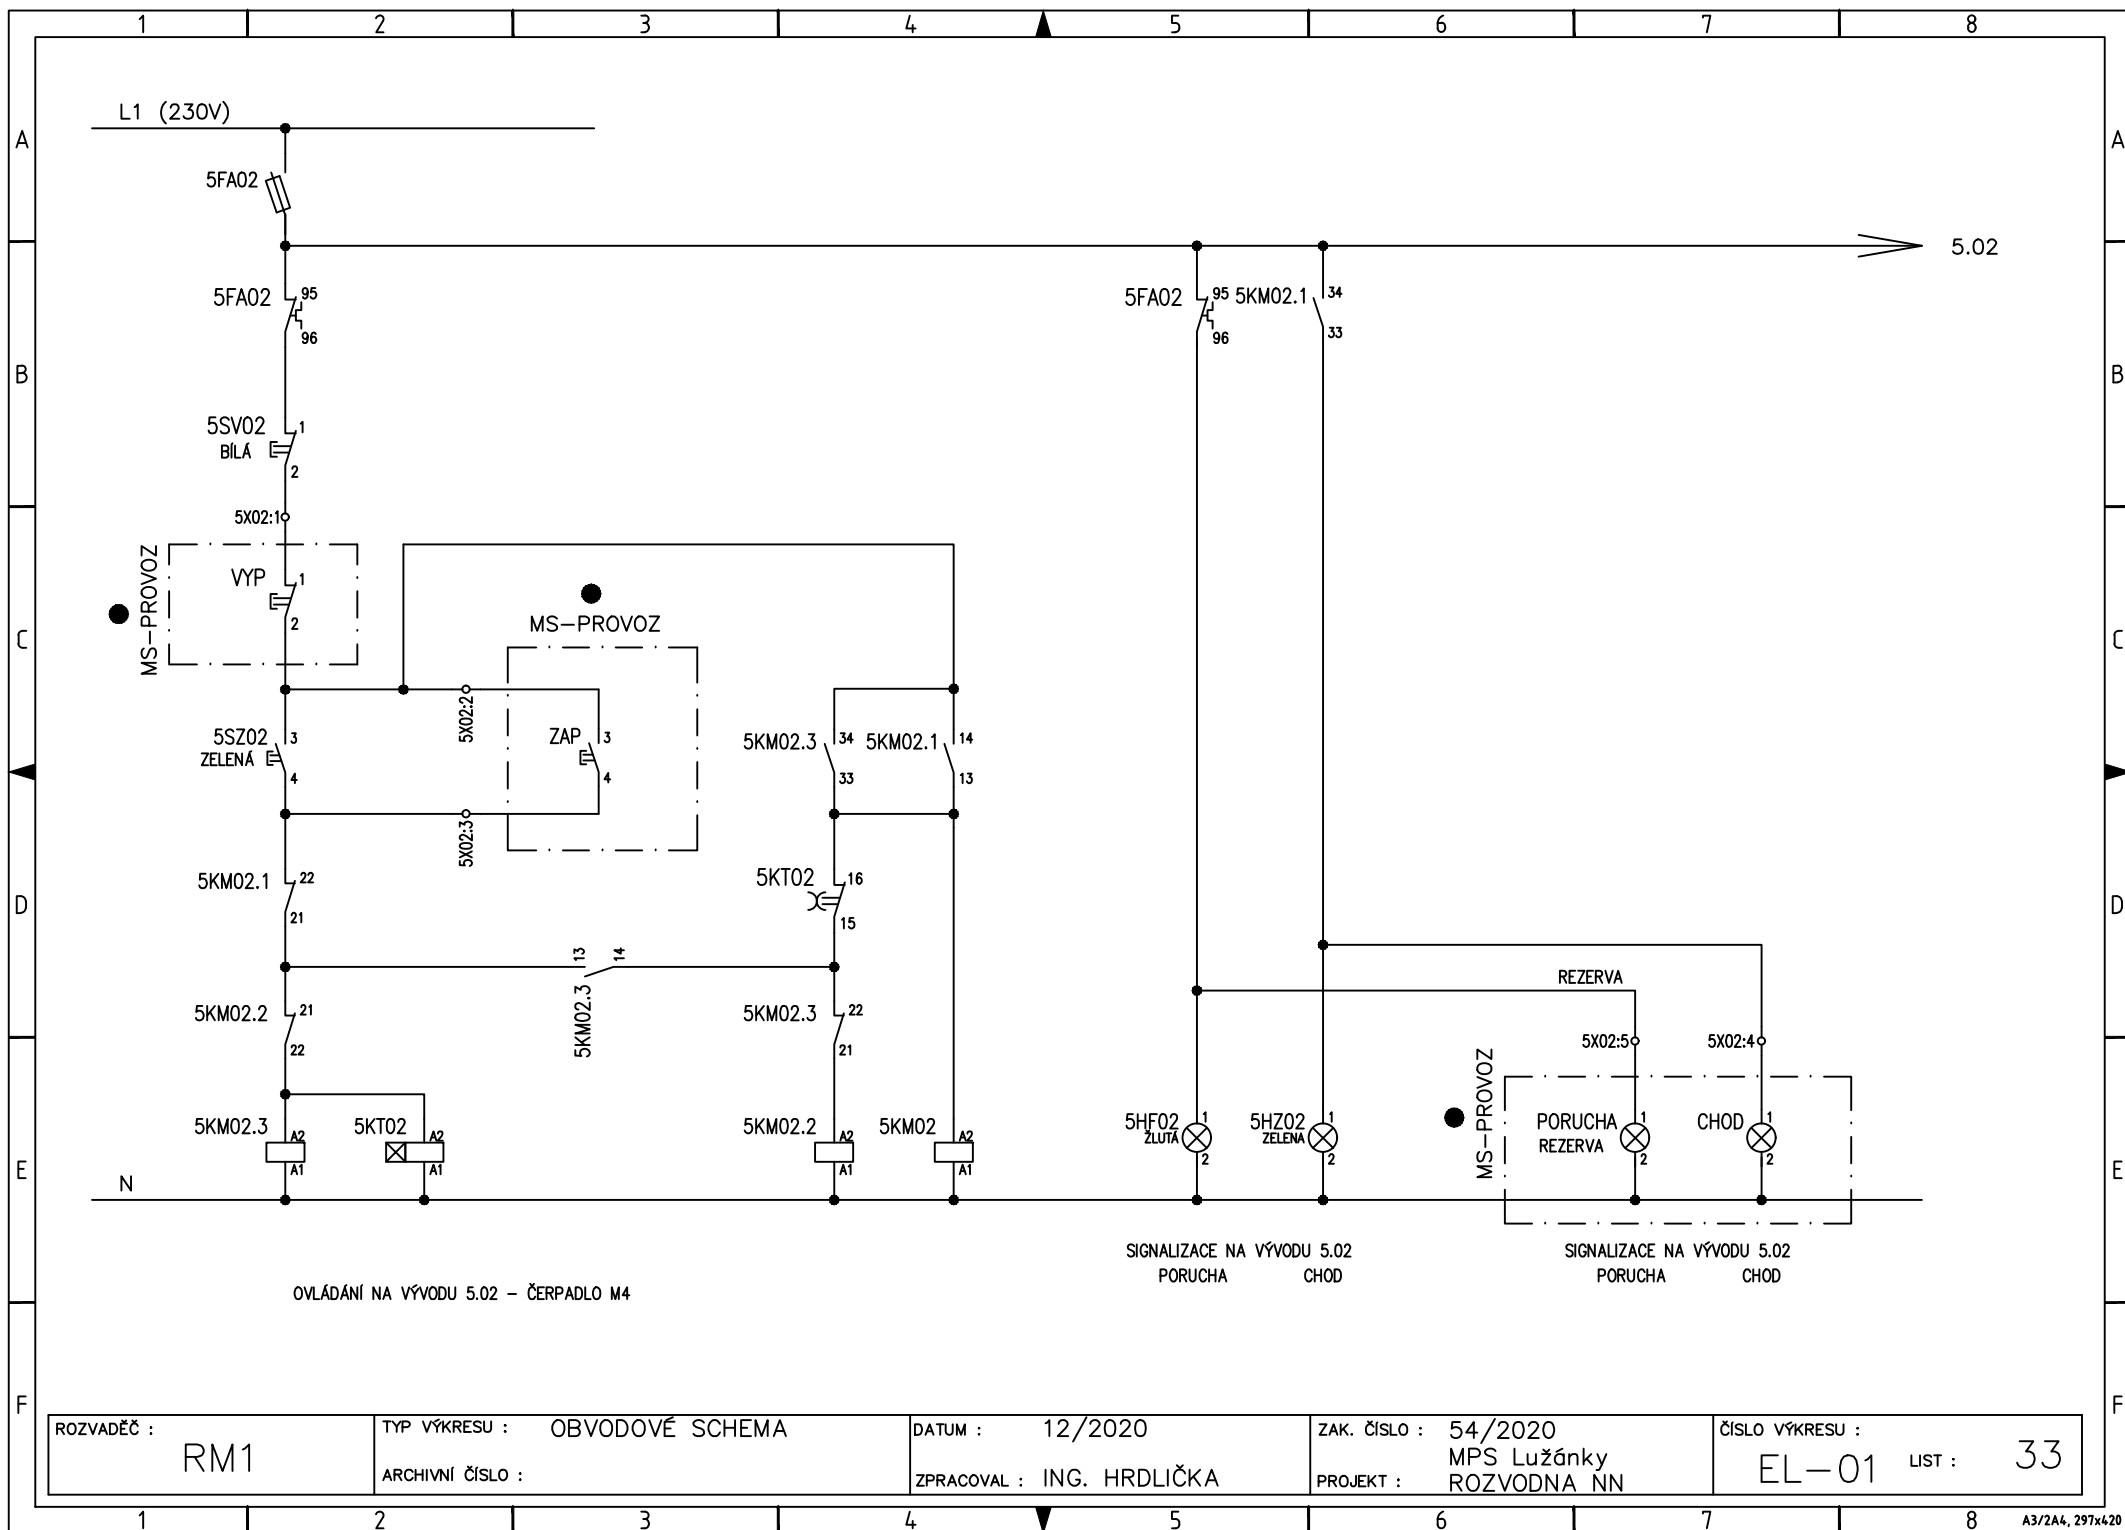 1 2 3 4 5 6 7 8
A A
L1 (230V)
5FA02
5.02
5FA02 95
96
5FA02 95
96
5KM02.1 34
33
B B
5SV02 1
BÍLÁ
2
5X02:1
MS-PROVOZ
VYP 1
2
MS-PROVOZ
C C
5X02:2
5SZ02 3
ZELENÁ
4
ZAP 3
4
5KM02.3 34
33
5KM02.1 14
13
5X02:3
5KM02.1 22
21
5KT02 16
15
D D
13 14
5KM02.3
REZERVA
5KM02.2 21
22
5KM02.3 22
21
5X02:5 5X02:4
MS-PROVOZ
5KM02.3 A2
A1
5KT02 A2
A1
5KM02.2 A2
A1
5KM02 A2
A1
5HF02 1
ŽLUTÁ
2
5HZ02 1
ZELENA
2
PORUCHA 1
REZERVA
2
CHOD 1
2
E E
N
SIGNALIZACE NA VÝVODU 5.02
PORUCHA CHOD
SIGNALIZACE NA VÝVODU 5.02
PORUCHA CHOD
OVLÁDÁNÍ NA VÝVODU 5.02 – ČERPADLO M4
F F
ROZVADĚČ :
RM1
TYP VÝKRESU : OBVODOVÉ SCHEMA
ARCHIVNÍ ČÍSLO :
DATUM : 12/2020
ZPRACOVAL : ING. HRDLIČKA
ZAK. ČÍSLO : 54/2020
MPS Lužánky
PROJEKT : ROZVODNA NN
ČÍSLO VÝKRESU :
EL-01 LIST : 33
1 2 3 4 5 6 7 8
A3/2A4, 297x420